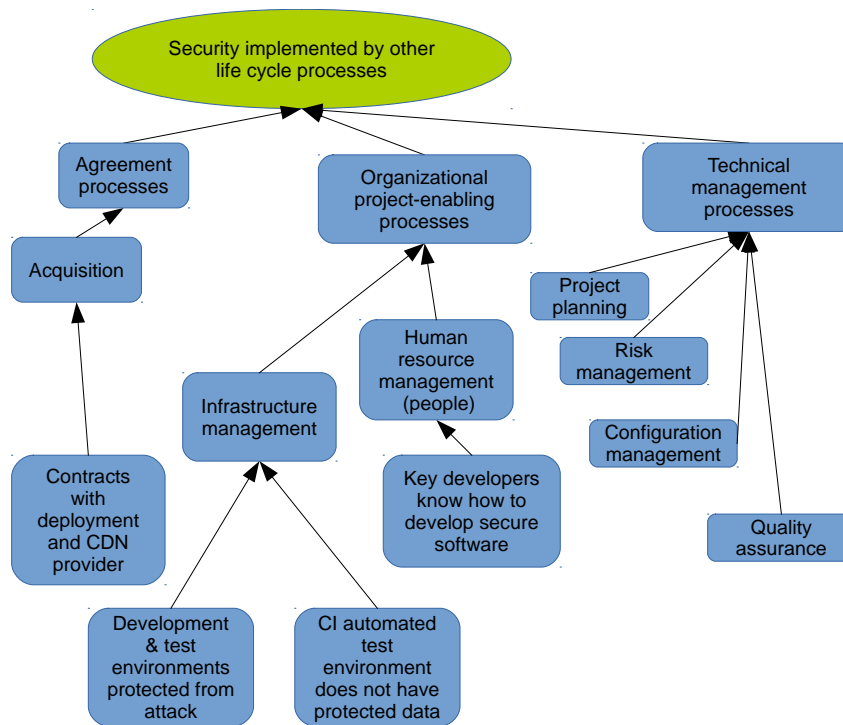 Security implemented by other
life cycle processes
Agreement
processes
Organizational
project-enabling
processes
Technical
management
processes
Acquisition
Project
planning
Human
resource
management
(people)
Risk
management
Infrastructure
management
Configuration
management
Contracts
with
deployment
and CDN
provider
Key developers
know how to
develop secure
software
Quality
assurance
Development
& test
environments
protected from
attack
CI automated
test
environment
does not have
protected data